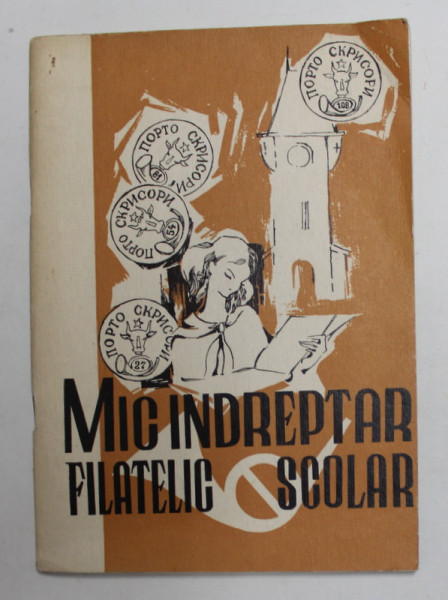 ПОРТО СКРИСОРИ
108
ПОРТО СКРИСОРИ
81
ПОРТО СКРИСОРИ
54
ПОРТО СКРИСОРИ
27
MIC INDREPTAR
FILATELIC SCOLAR